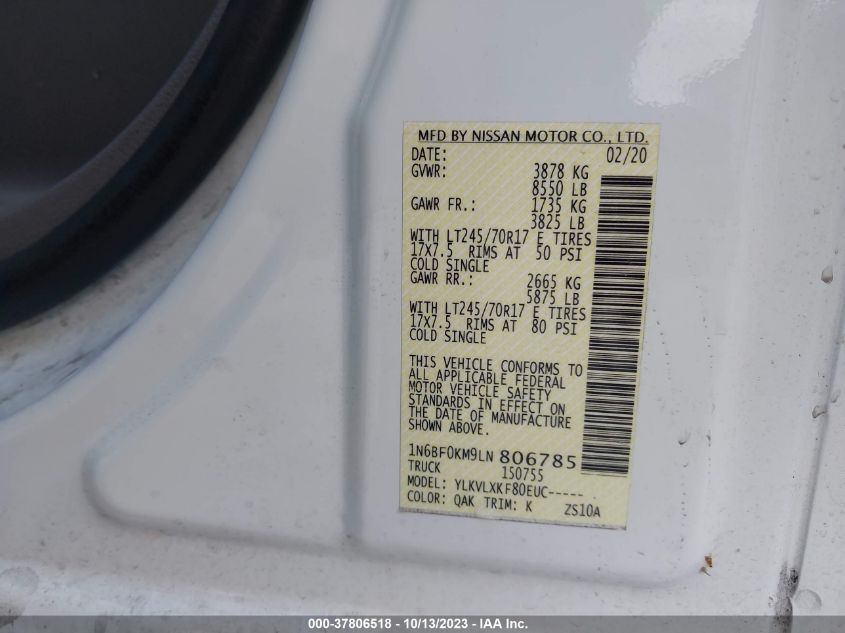 MFD BY NISSAN MOTOR CO., LTD.
DATE: 02/20
GVWR: 3878 KG
8550 LB
GAWR FR.: 1735 KG
3825 LB
WITH LT245/70R17 E TIRES
17X7.5 RIMS AT 50 PSI
COLD SINGLE
GAWR RR.: 2665 KG
5875 LB
WITH LT245/70R17 E TIRES
17X7.5 RIMS AT 80 PSI
COLD SINGLE
THIS VEHICLE CONFORMS TO
ALL APPLICABLE FEDERAL
MOTOR VEHICLE SAFETY
STANDARDS IN EFFECT ON
THE DATE OF MANUFACTURE
SHOWN ABOVE.
1N6BF0KM9LN 806785
TRUCK 150755
MODEL: YLKVLXKF80EUC-----
COLOR: QAK TRIM: K ZS10A
000-37806518 - 10/13/2023 - IAA Inc.